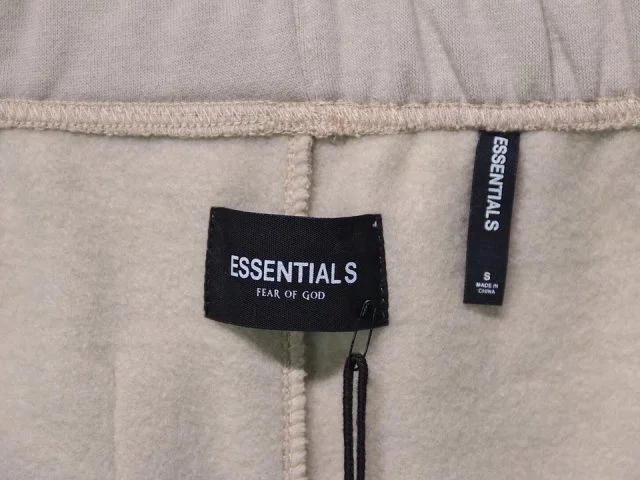 ESSENTIALS
FEAR OF GOD
ESSENTIALS
S
MADE IN
CHINA